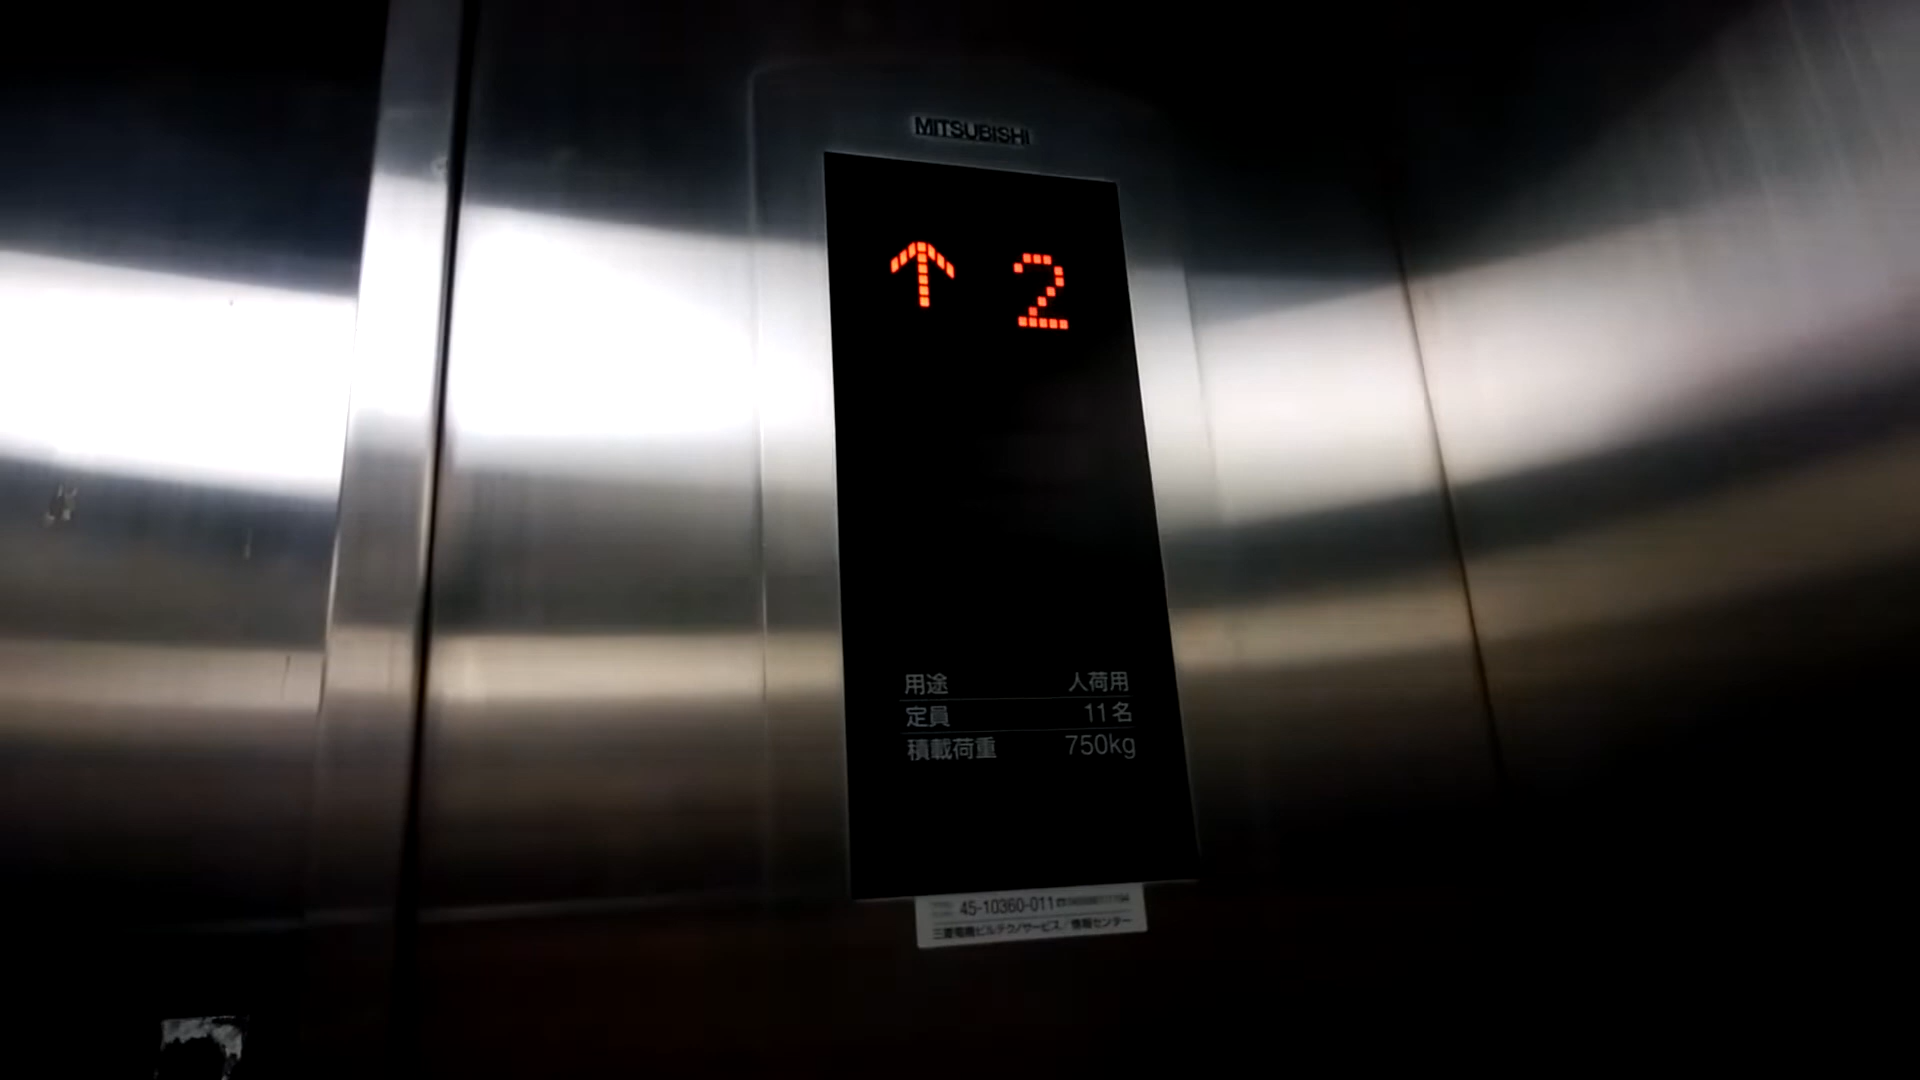 MITSUBISHI
↑ 2
用途 人荷用
定員 11名
積載荷重 750kg
45-10360-011
三菱電機ビルテクノサービス/情報センター